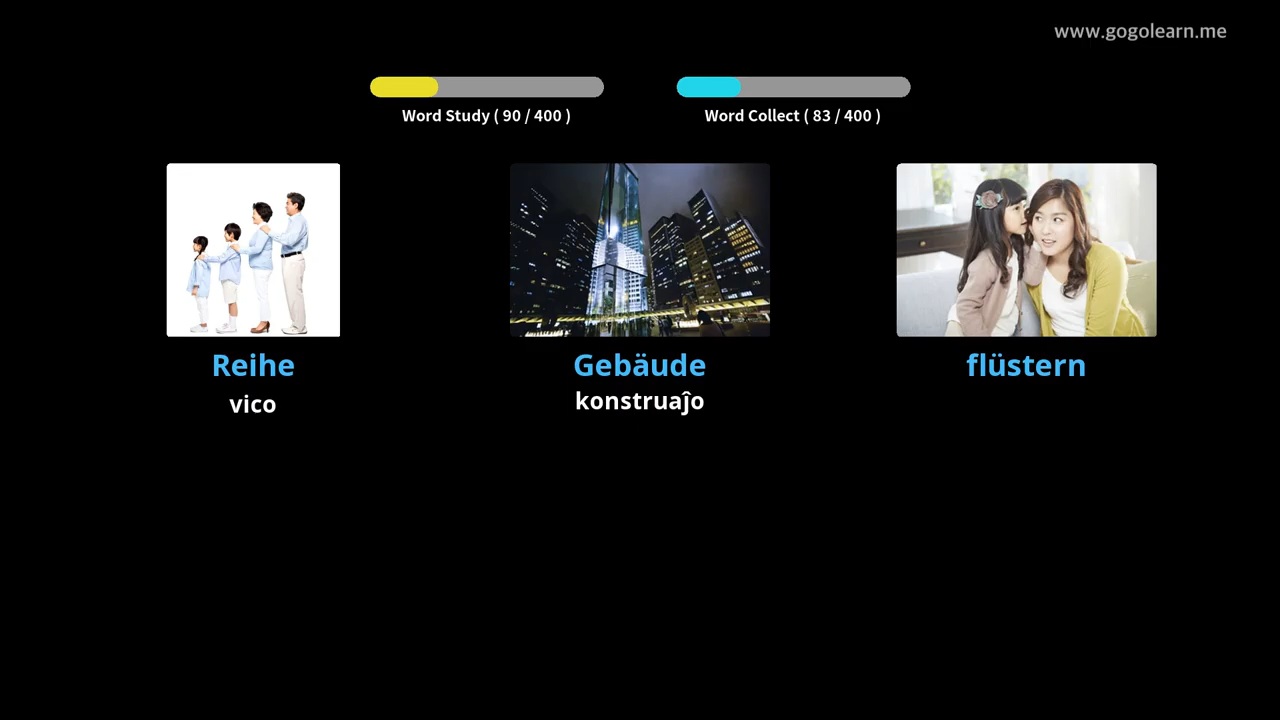 www.gogolearn.me
Word Study ( 90 / 400 )
Word Collect ( 83 / 400 )
Reihe
vico
Gebäude
konstruaĵo
flüstern